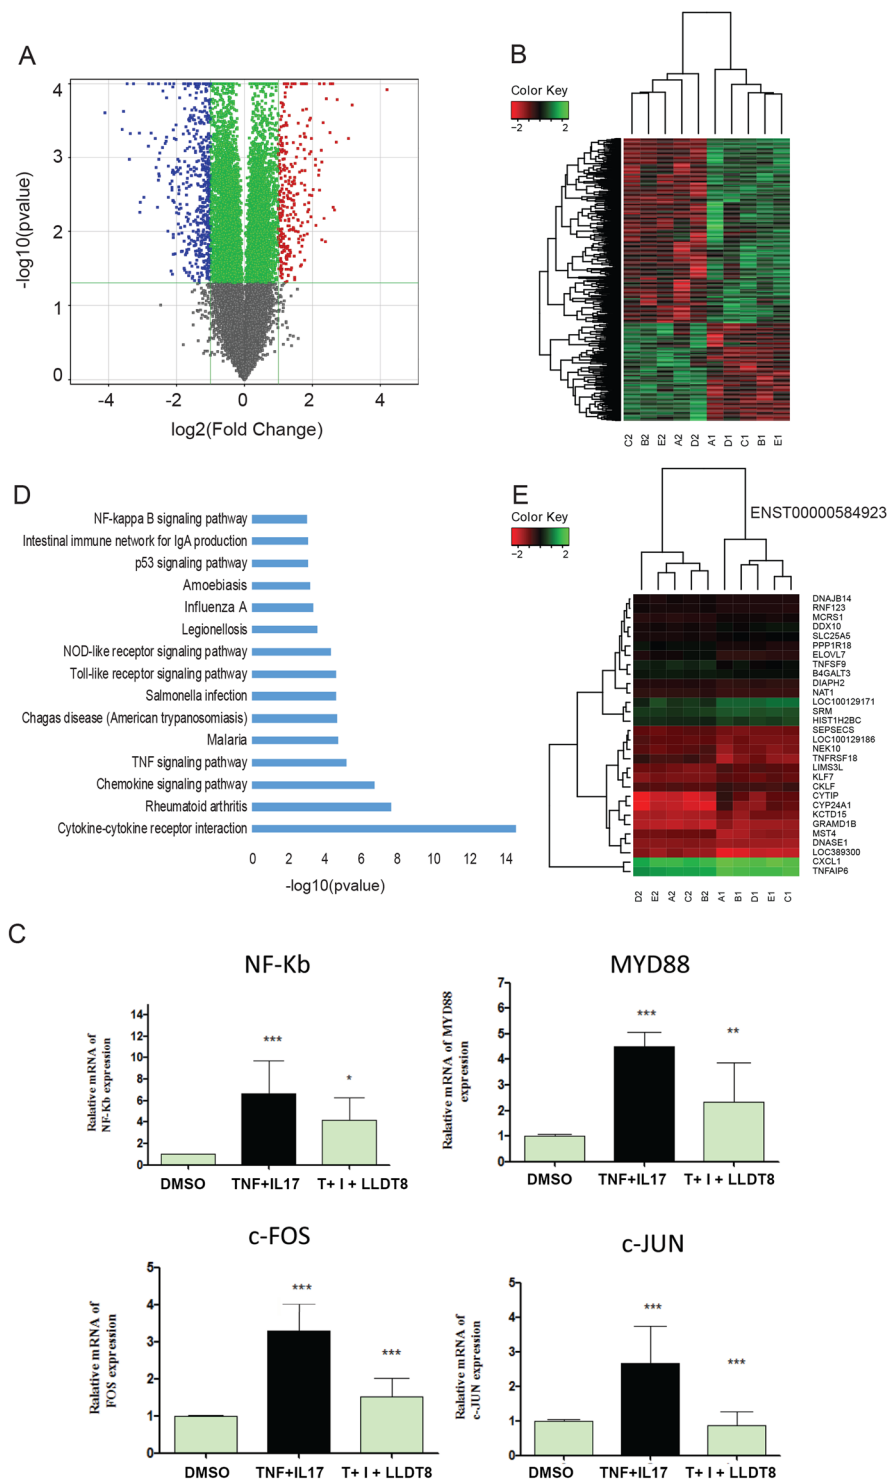 A
-log10(pvalue)
4
3
2
1
0
-4 -2 0 2 4
log2(Fold Change)
B
Color Key
-2 2
C2 B2 E2 A2 D2 A1 D1 C1 B1 E1
D
NF-kappa B signaling pathway
Intestinal immune network for IgA production
p53 signaling pathway
Amoebiasis
Influenza A
Legionellosis
NOD-like receptor signaling pathway
Toll-like receptor signaling pathway
Salmonella infection
Chagas disease (American trypanosomiasis)
Malaria
TNF signaling pathway
Chemokine signaling pathway
Rheumatoid arthritis
Cytokine-cytokine receptor interaction
0 2 4 6 8 10 12 14
-log10(pvalue)
E
ENST00000584923
Color Key
-2 2
DNAJB14
RNF123
MCRS1
DDX10
SLC25A5
PPP1R18
ELOVL7
TNFSF9
B4GALT3
DIAPH2
NAT1
LOC100129171
SRM
HIST1H2BC
SEPSECS
LOC100129186
NEK10
TNFRSF18
LIMS3L
KLF7
CKLF
CYTIP
CYP24A1
KCTD15
GRAMD1B
MST4
DNASE1
LOC389300
CXCL1
TNFAIP6
D2 E2 A2 C2 B2 A1 B1 D1 E1 C1
C
NF-Kb
Ralative mRNA of
NF-Kb expression
14
12
10
8
6
4
2
0
***
*
DMSO TNF+IL17 T+ I + LLDT8
MYD88
Ralative mRNA of MYD88
expression
7
6
5
4
3
2
1
0
***
**
DMSO TNF+IL17 T+ I + LLDT8
c-FOS
Ralative mRNA of
FOS expression
5
4
3
2
1
0
***
***
DMSO TNF+IL17 T+ I + LLDT8
c-JUN
Ralative mRNA of
c-JUN expression
5
4
3
2
1
0
***
***
DMSO TNF+IL17 T+ I + LLDT8